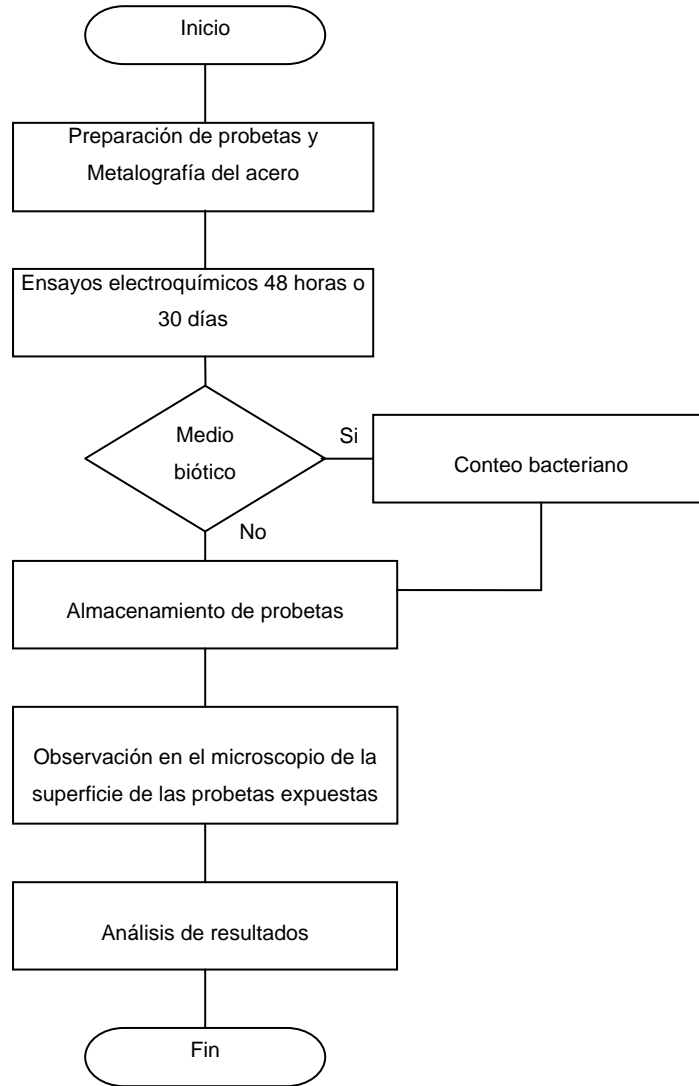 Inicio
Preparación de probetas y
Metalografía del acero
Ensayos electroquímicos 48 horas o
30 días
Medio
biótico
Si
Conteo bacteriano
No
Almacenamiento de probetas
Observación en el microscopio de la
superficie de las probetas expuestas
Análisis de resultados
Fin